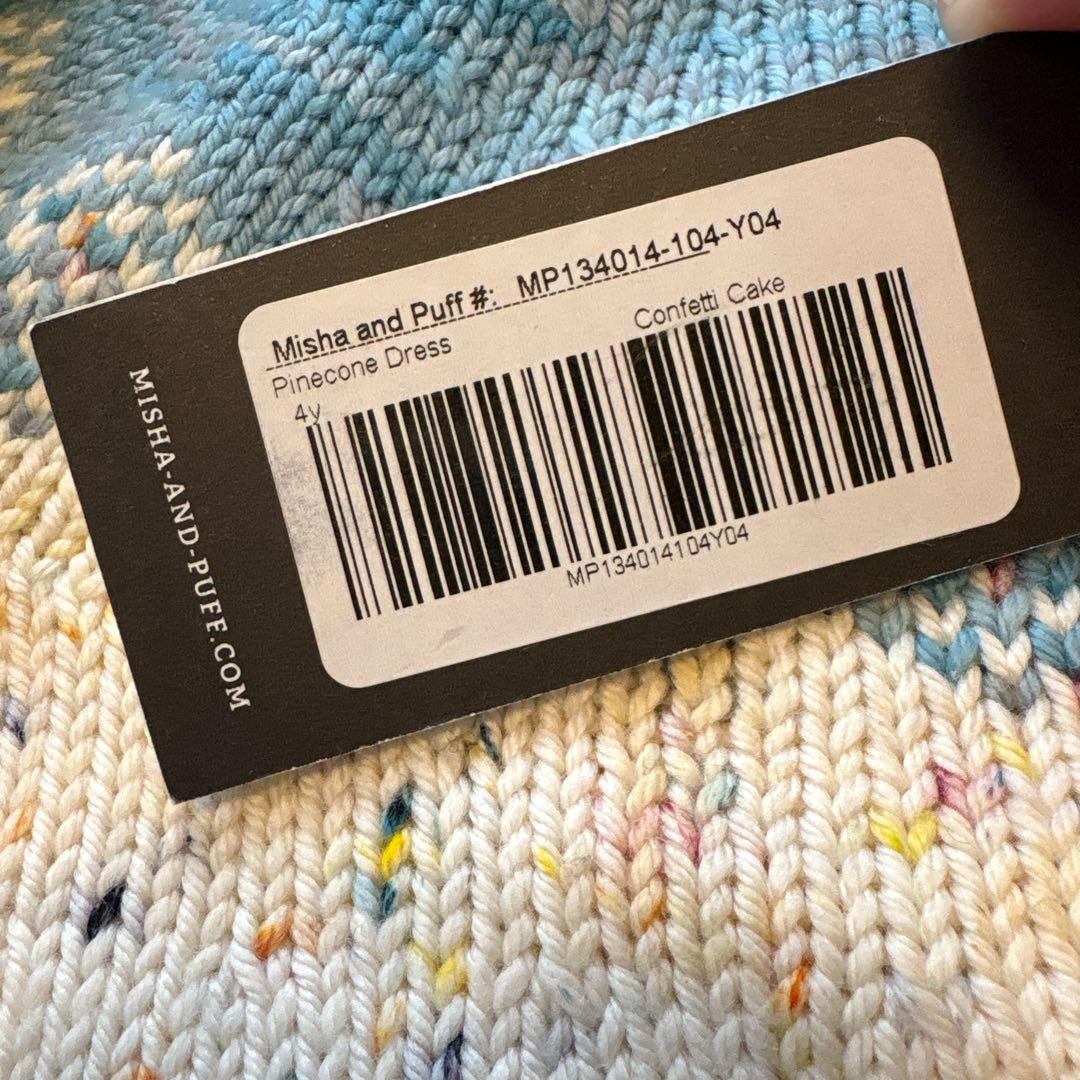 MISHA-AND-PUFF.COM
Misha and Puff #: MP134014-104-Y04
Pinecone Dress Confetti Cake
4y
MP134014104Y04